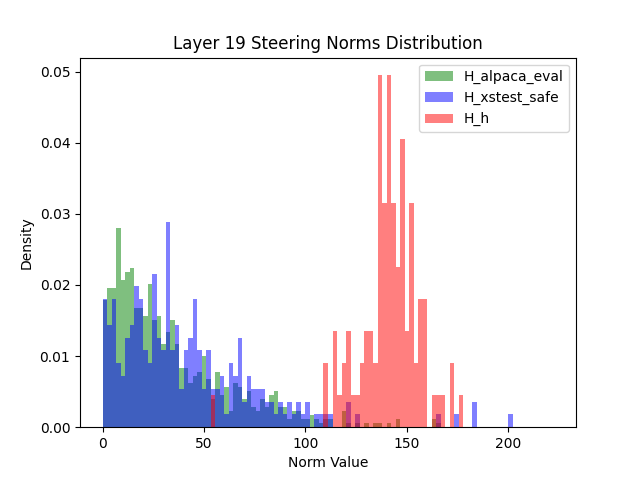 Layer 19 Steering Norms Distribution
H_alpaca_eval
H_xstest_safe
H_h
Density
0.05
0.04
0.03
0.02
0.01
0.00
0
50
100
150
200
Norm Value